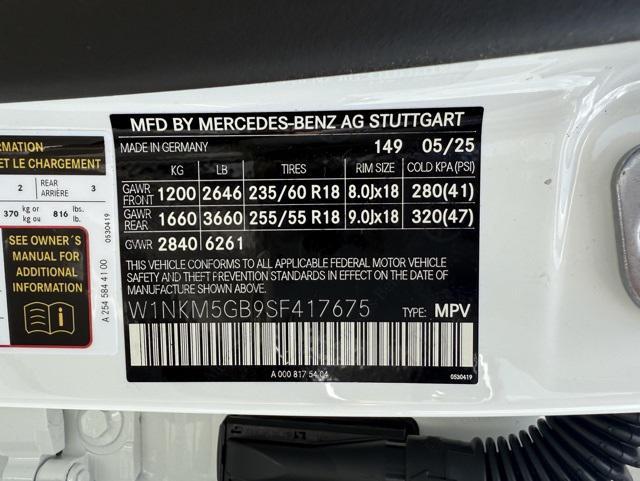 RMATION
ET LE CHARGEMENT
2 REAR ARRIÈRE 3
370 kg or kg ou 816 lbs. lb.
0530419
SEE OWNER'S
MANUAL FOR
ADDITIONAL
INFORMATION
A 254 584 41 00
MFD BY MERCEDES-BENZ AG STUTTGART
MADE IN GERMANY 149 05/25
KG LB TIRES RIM SIZE COLD KPA (PSI)
GAWR FRONT 1200 2646 235/60 R18 8.0Jx18 280(41)
GAWR REAR 1660 3660 255/55 R18 9.0Jx18 320(47)
GVWR 2840 6261
THIS VEHICLE CONFORMS TO ALL APPLICABLE FEDERAL MOTOR VEHICLE
SAFETY AND THEFT PREVENTION STANDARDS IN EFFECT ON THE DATE OF
MANUFACTURE SHOWN ABOVE.
W1NKM5GB9SF417675 TYPE: MPV
A 000 817 54 04 0530419